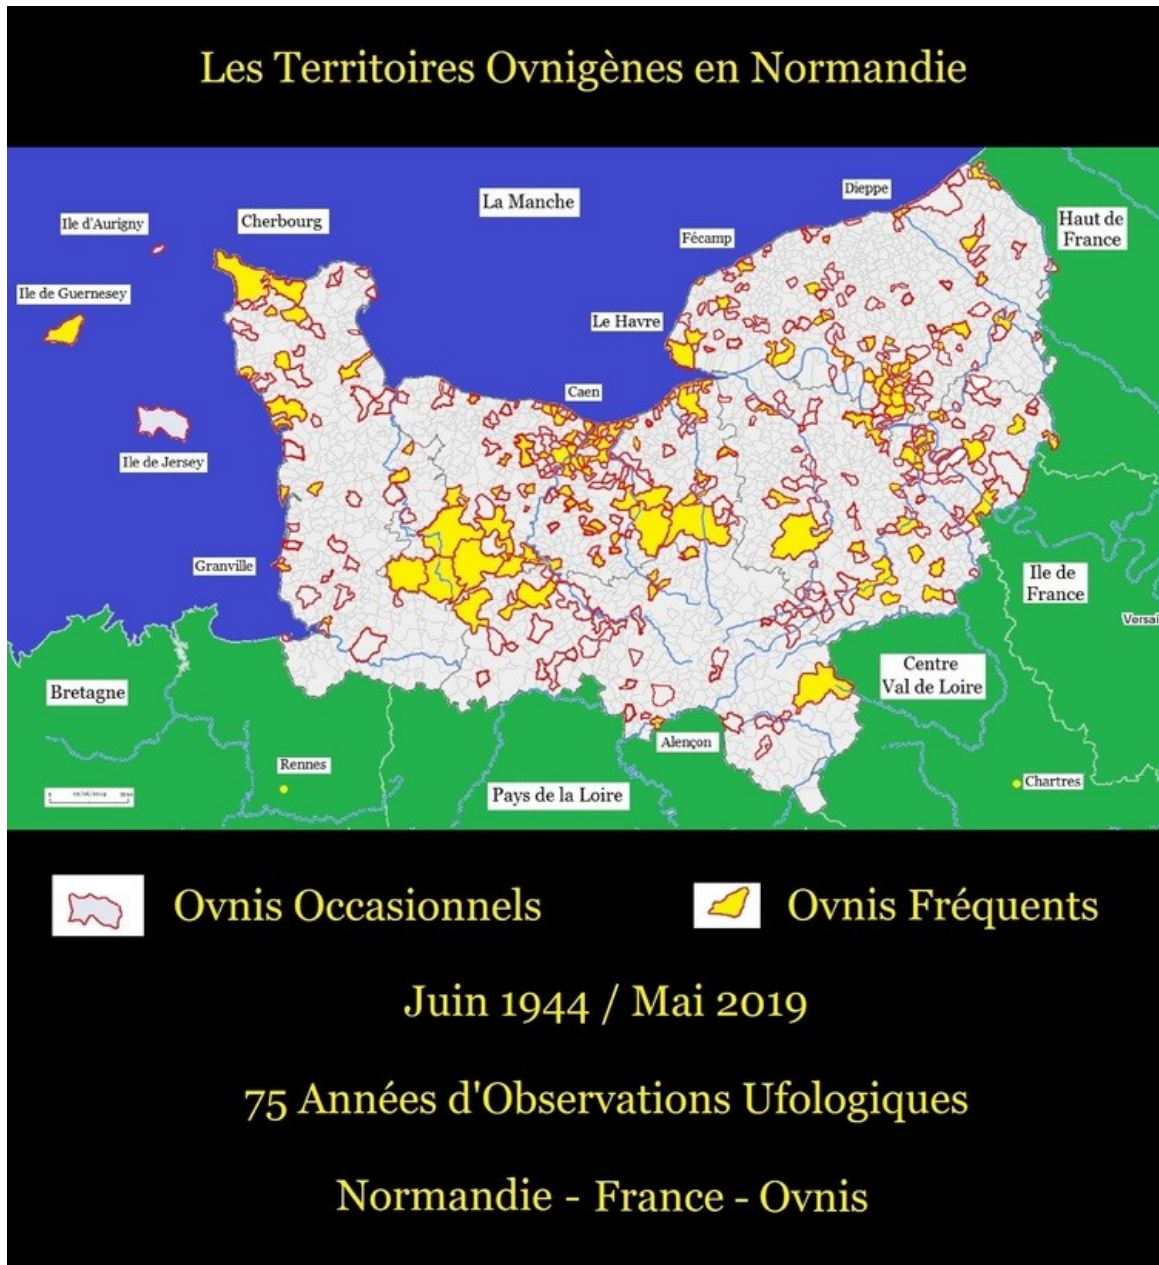 Les Territoires Ovnigènes en Normandie
La Manche
Dieppe
Haut de
France
Ile d'Aurigny
Cherbourg
Fécamp
Ile de Guernesey
Le Havre
Caen
Ile de Jersey
Granville
Ile de
France
Versai
Centre
Val de Loire
Bretagne
Alençon
Rennes
Chartres
Pays de la Loire
Ovnis Occasionnels
Ovnis Fréquents
Juin 1944 / Mai 2019
75 Années d'Observations Ufologiques
Normandie - France - Ovnis